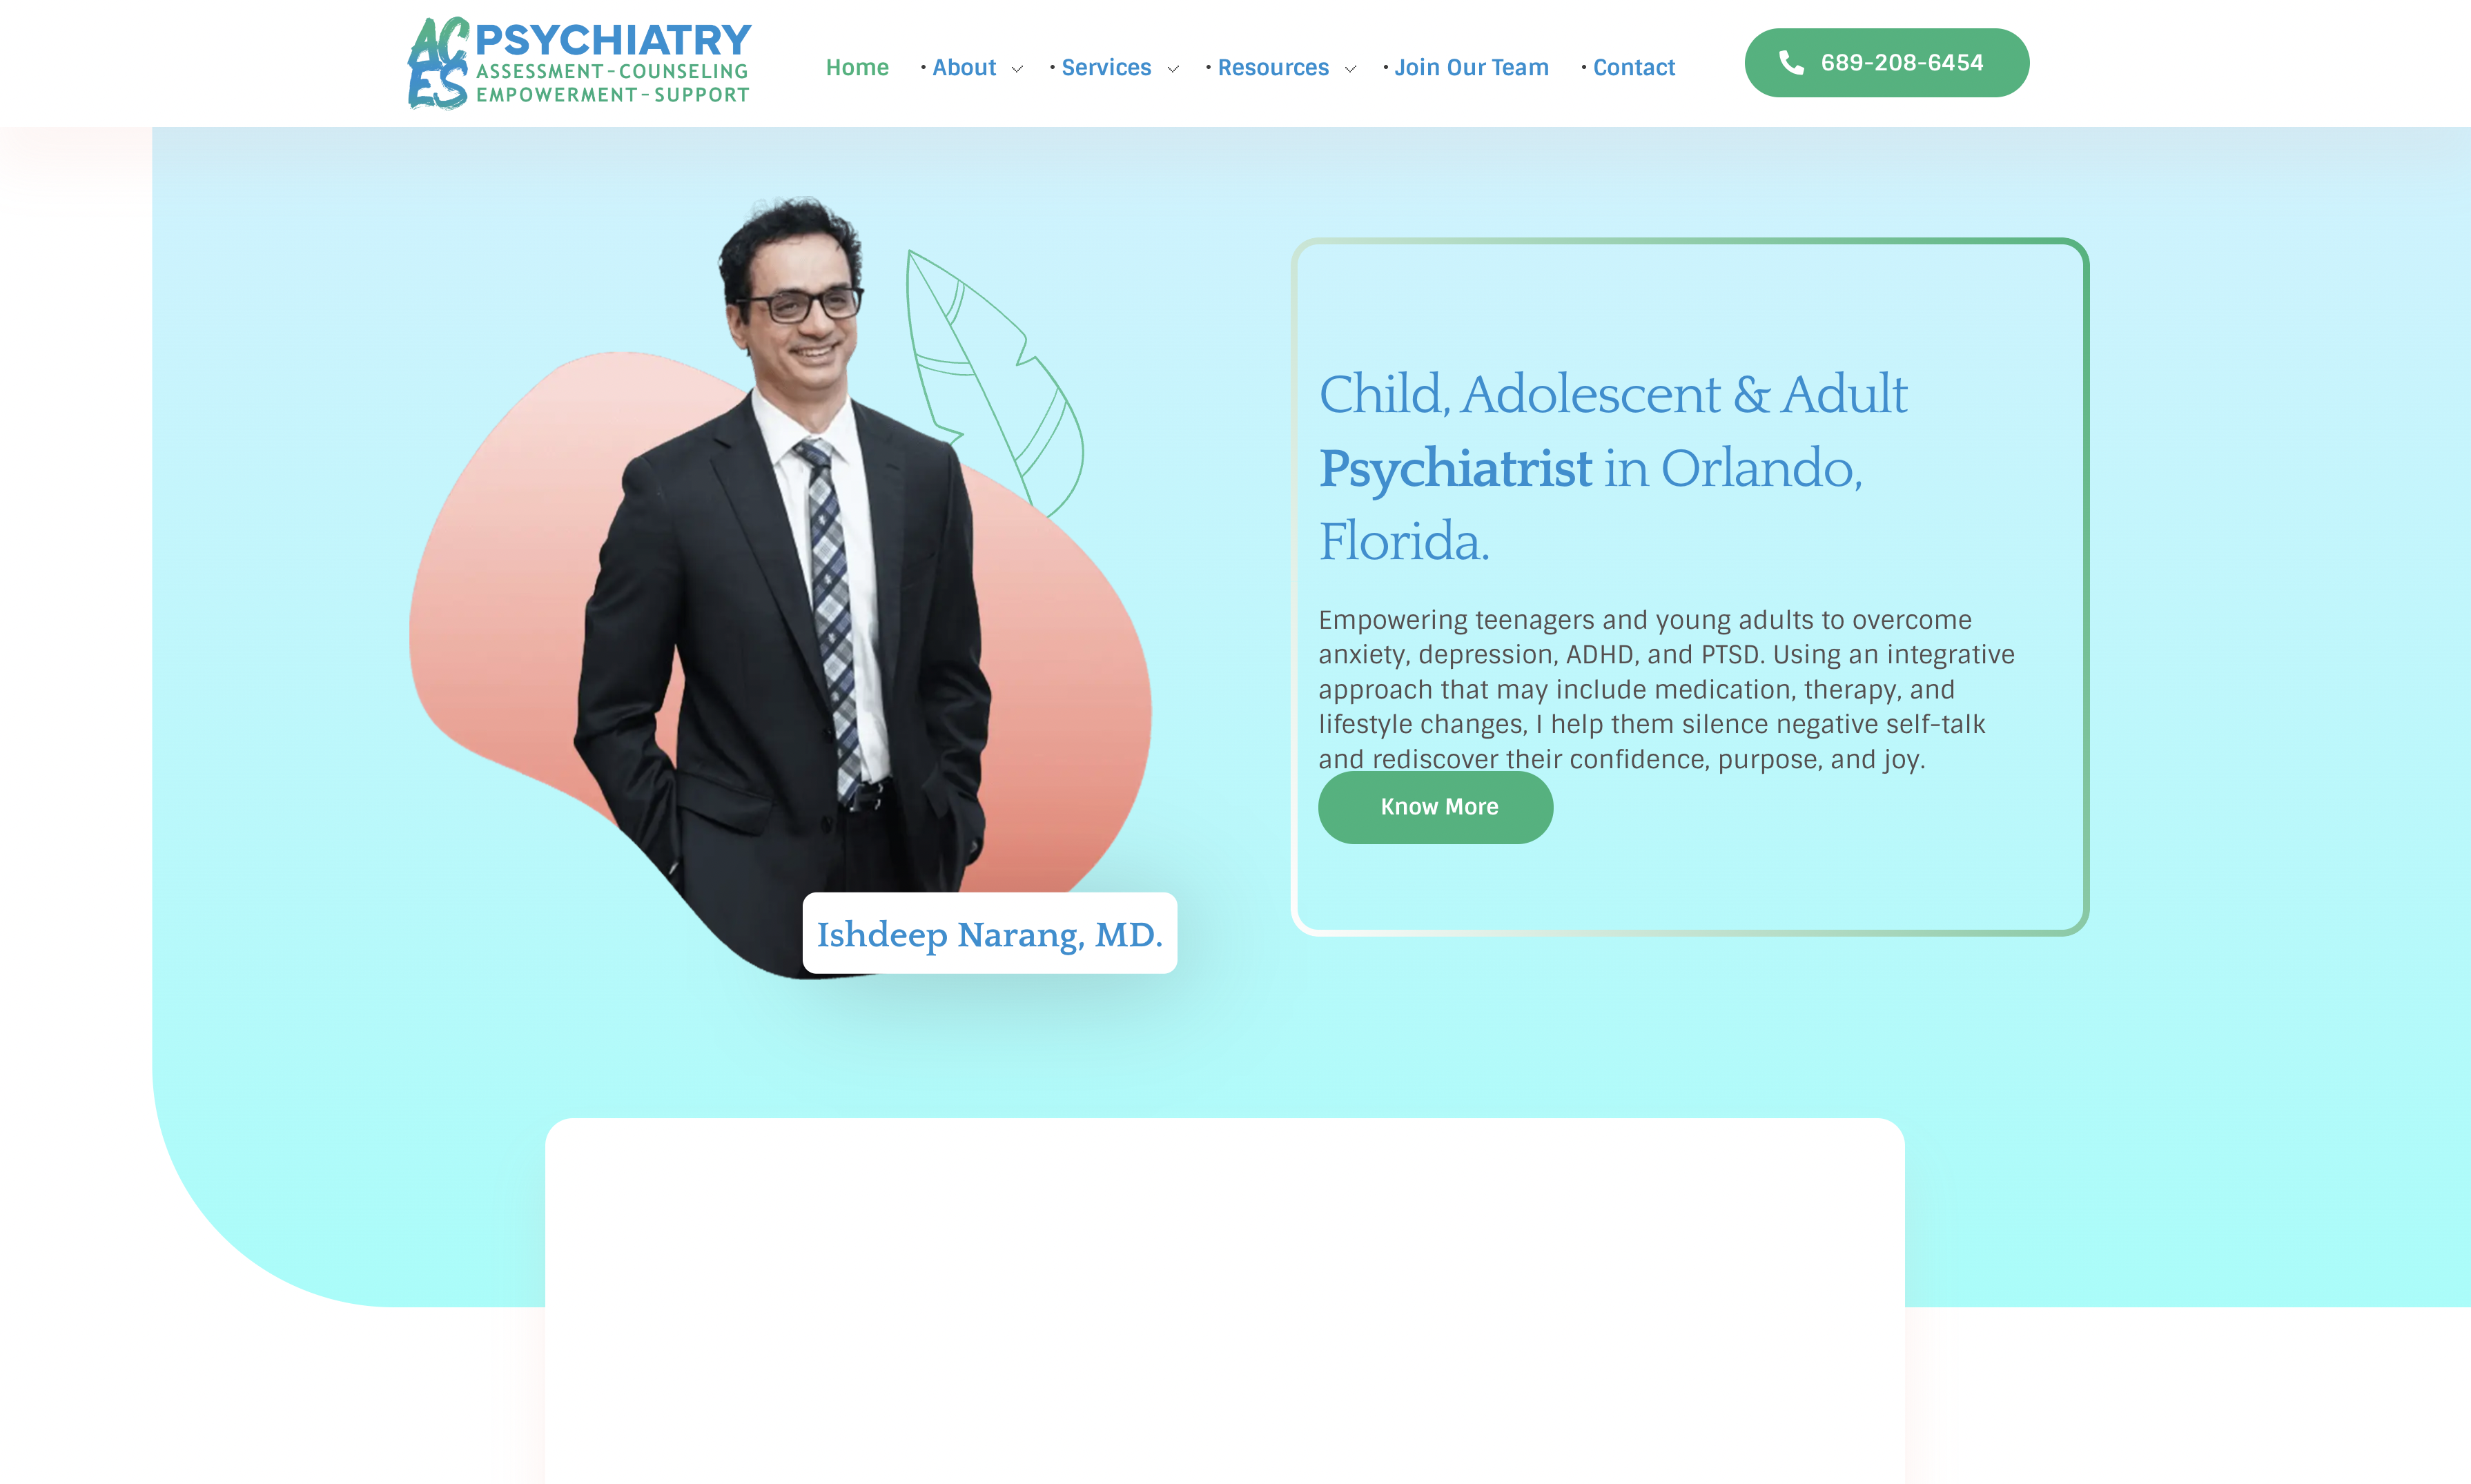 ACES PSYCHIATRY
ASSESSMENT-COUNSELING
EMPOWERMENT-SUPPORT
Home · About · Services · Resources · Join Our Team · Contact
689-208-6454
Child, Adolescent & Adult
Psychiatrist in Orlando,
Florida.
Empowering teenagers and young adults to overcome
anxiety, depression, ADHD, and PTSD. Using an integrative
approach that may include medication, therapy, and
lifestyle changes, I help them silence negative self-talk
and rediscover their confidence, purpose, and joy.
Know More
Ishdeep Narang, MD.